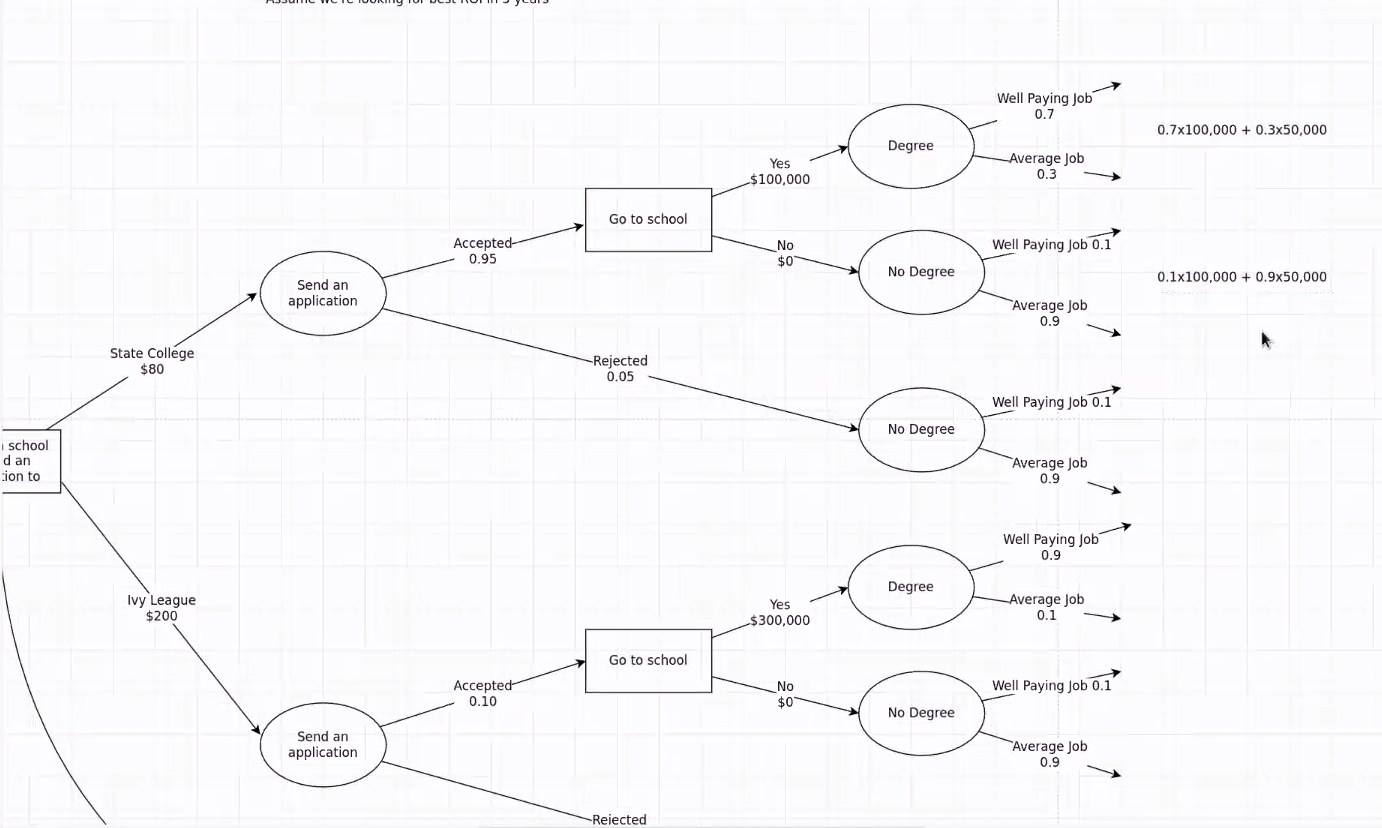 Assume we're looking for best ROI in 5 years
Well Paying Job
0.7
0.7x100,000 + 0.3x50,000
Degree
Average Job
0.3
Yes
$100,000
Go to school
Accepted
0.95
No
$0
Well Paying Job 0.1
No Degree
0.1x100,000 + 0.9x50,000
Average Job
0.9
Send an
application
State College
$80
Rejected
0.05
Well Paying Job 0.1
No Degree
Average Job
0.9
school
d an
tion to
Well Paying Job
0.9
Degree
Average Job
0.1
Yes
$300,000
Ivy League
$200
Go to school
Accepted
0.10
No
$0
Well Paying Job 0.1
No Degree
Average Job
0.9
Send an
application
Rejected